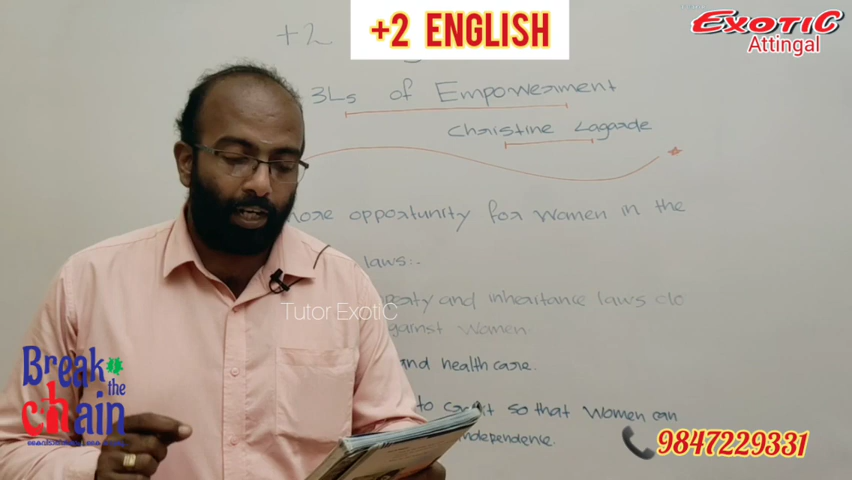 +2 ENGLISH
EXOTIC
Attingal
+2
3Ls of Empowerment
Christine Lagarde
more opportunity for women in the
laws:-
and inheritance laws do
against women.
and health care.
to credit so that women can
independence.
Tutor ExotiC
Break
the
chain
9847229331